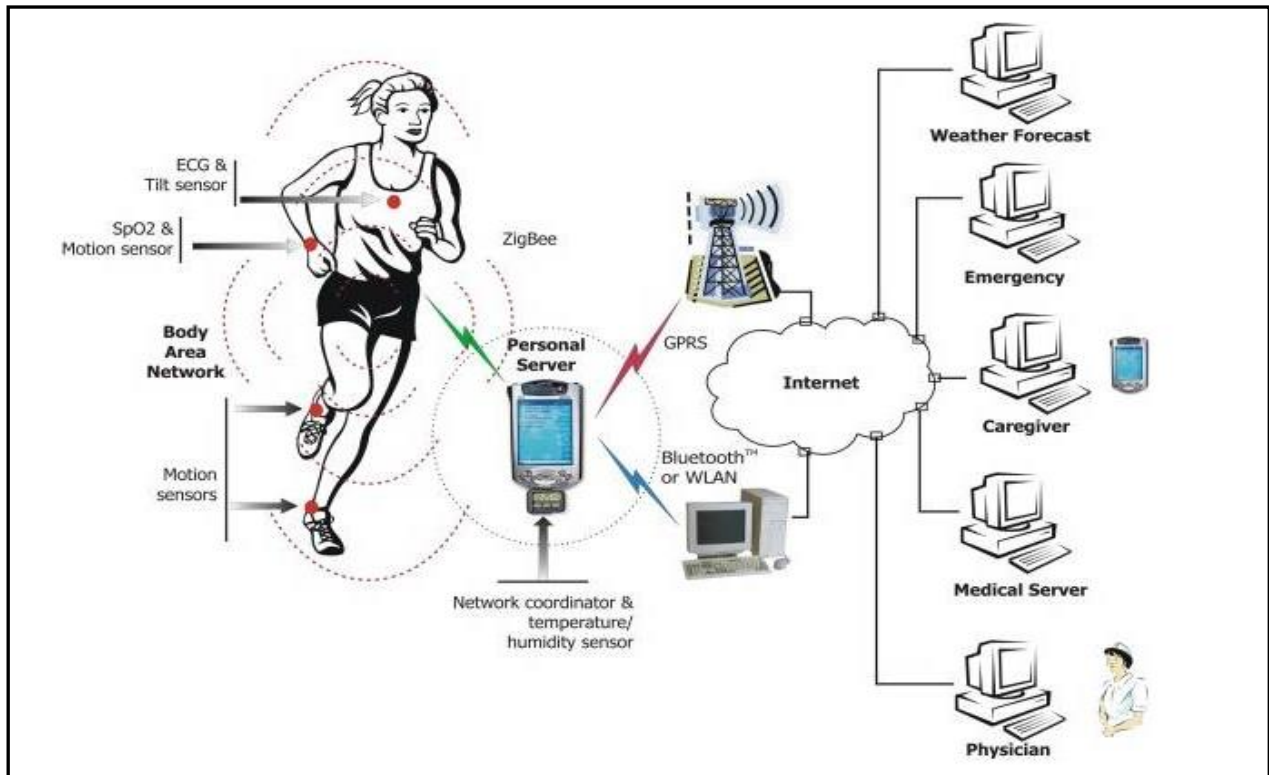 ECG &
Tilt sensor
SpO2 &
Motion sensor
Body
Area
Network
Motion
sensors
ZigBee
Personal
Server
Network coordinator &
temperature/
humidity sensor
GPRS
Bluetooth™
or WLAN
Internet
Weather Forecast
Emergency
Caregiver
Medical Server
Physician